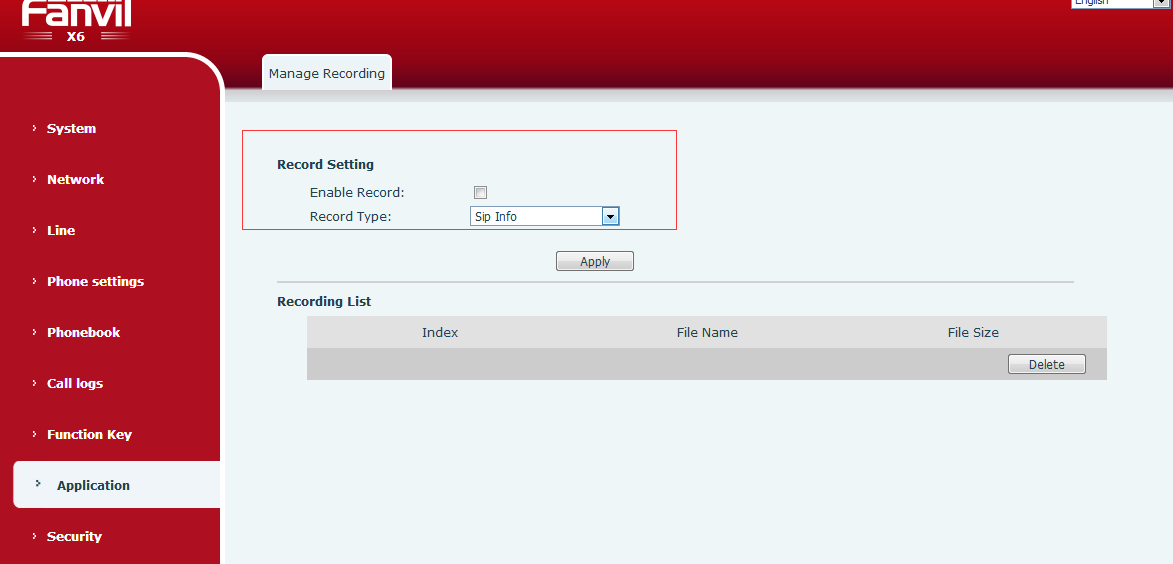 English
Fanvil
X6
Manage Recording
System
Network
Line
Phone settings
Phonebook
Call logs
Function Key
Application
Security
Record Setting
Enable Record:
Record Type: Sip Info
Apply
Recording List
Index File Name File Size
Delete